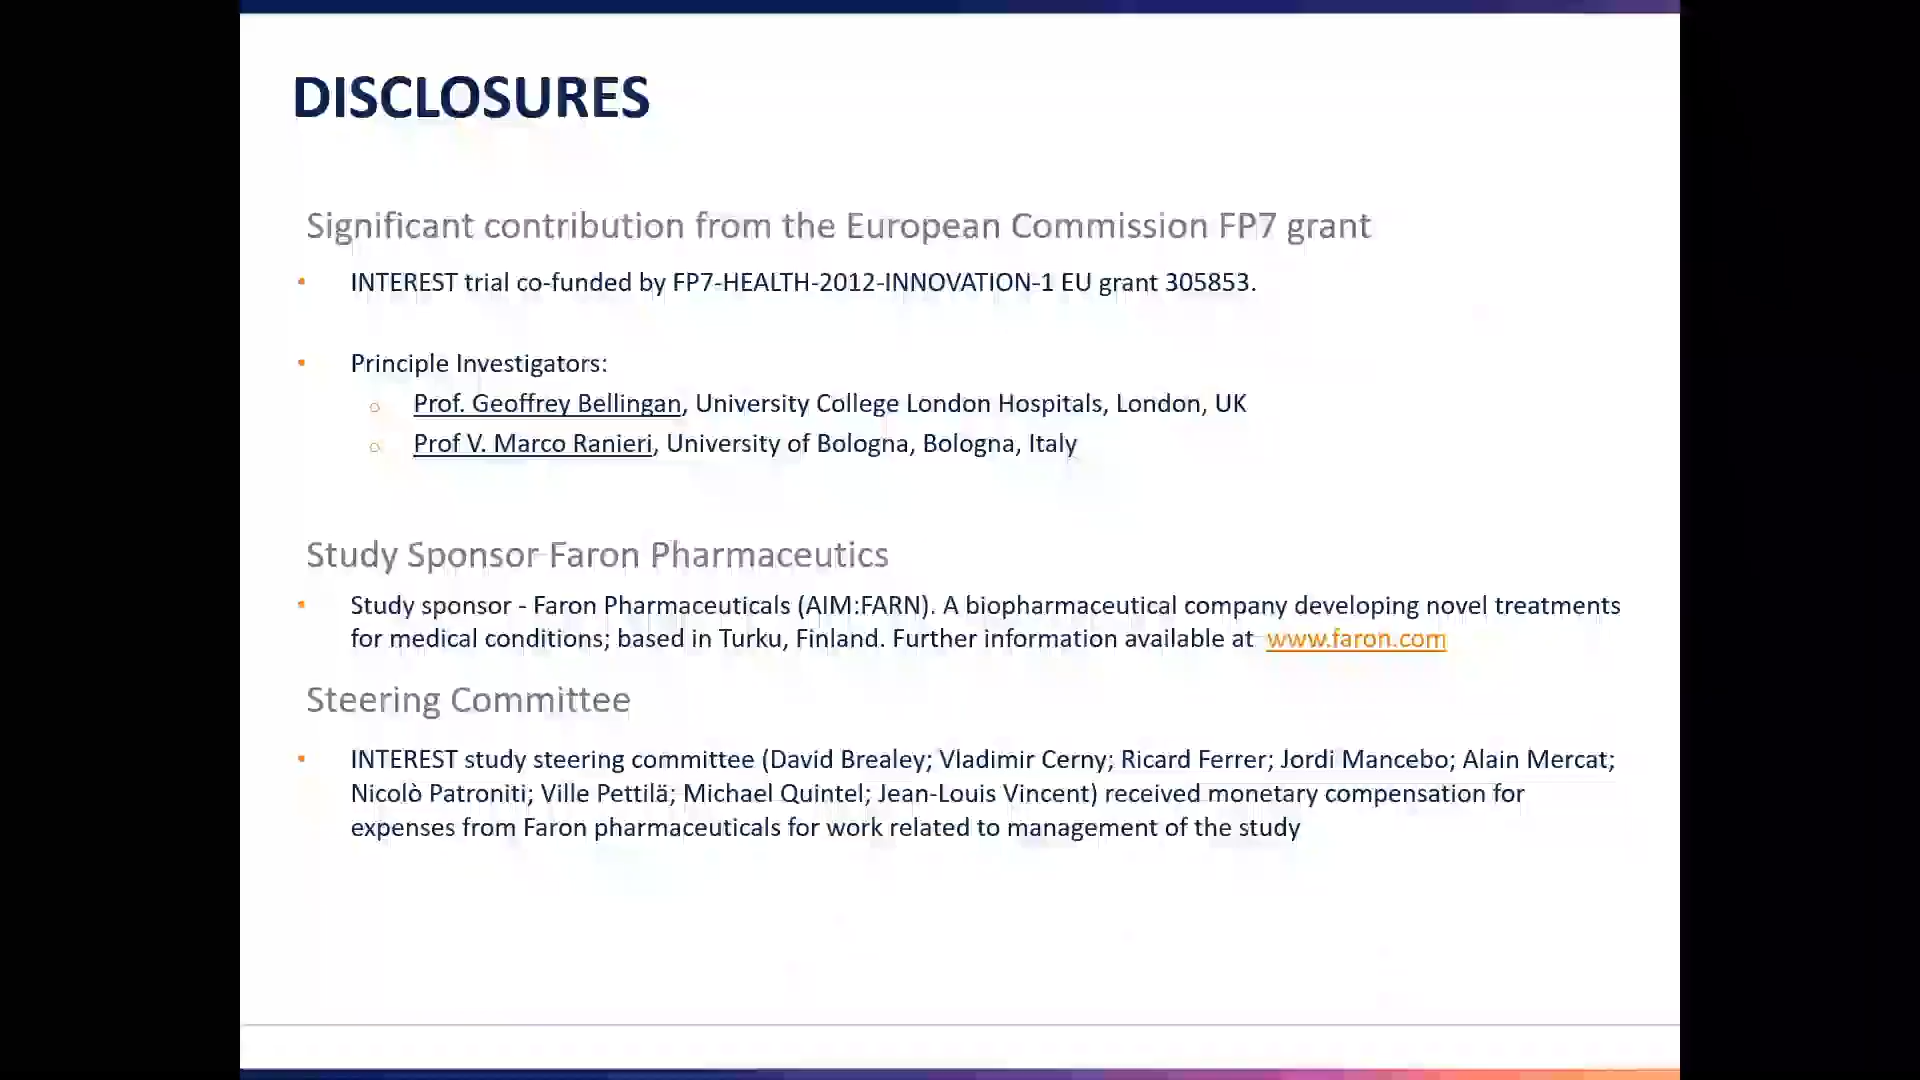 DISCLOSURES
Significant contribution from the European Commission FP7 grant
• INTEREST trial co-funded by FP7-HEALTH-2012-INNOVATION-1 EU grant 305853.
• Principle Investigators:
○ Prof. Geoffrey Bellingan, University College London Hospitals, London, UK
○ Prof V. Marco Ranieri, University of Bologna, Bologna, Italy
Study Sponsor Faron Pharmaceutics
• Study sponsor - Faron Pharmaceuticals (AIM:FARN). A biopharmaceutical company developing novel treatments
for medical conditions; based in Turku, Finland. Further information available at www.faron.com
Steering Committee
• INTEREST study steering committee (David Brealey; Vladimir Cerny; Ricard Ferrer; Jordi Mancebo; Alain Mercat;
Nicolò Patroniti; Ville Pettilä; Michael Quintel; Jean-Louis Vincent) received monetary compensation for
expenses from Faron pharmaceuticals for work related to management of the study